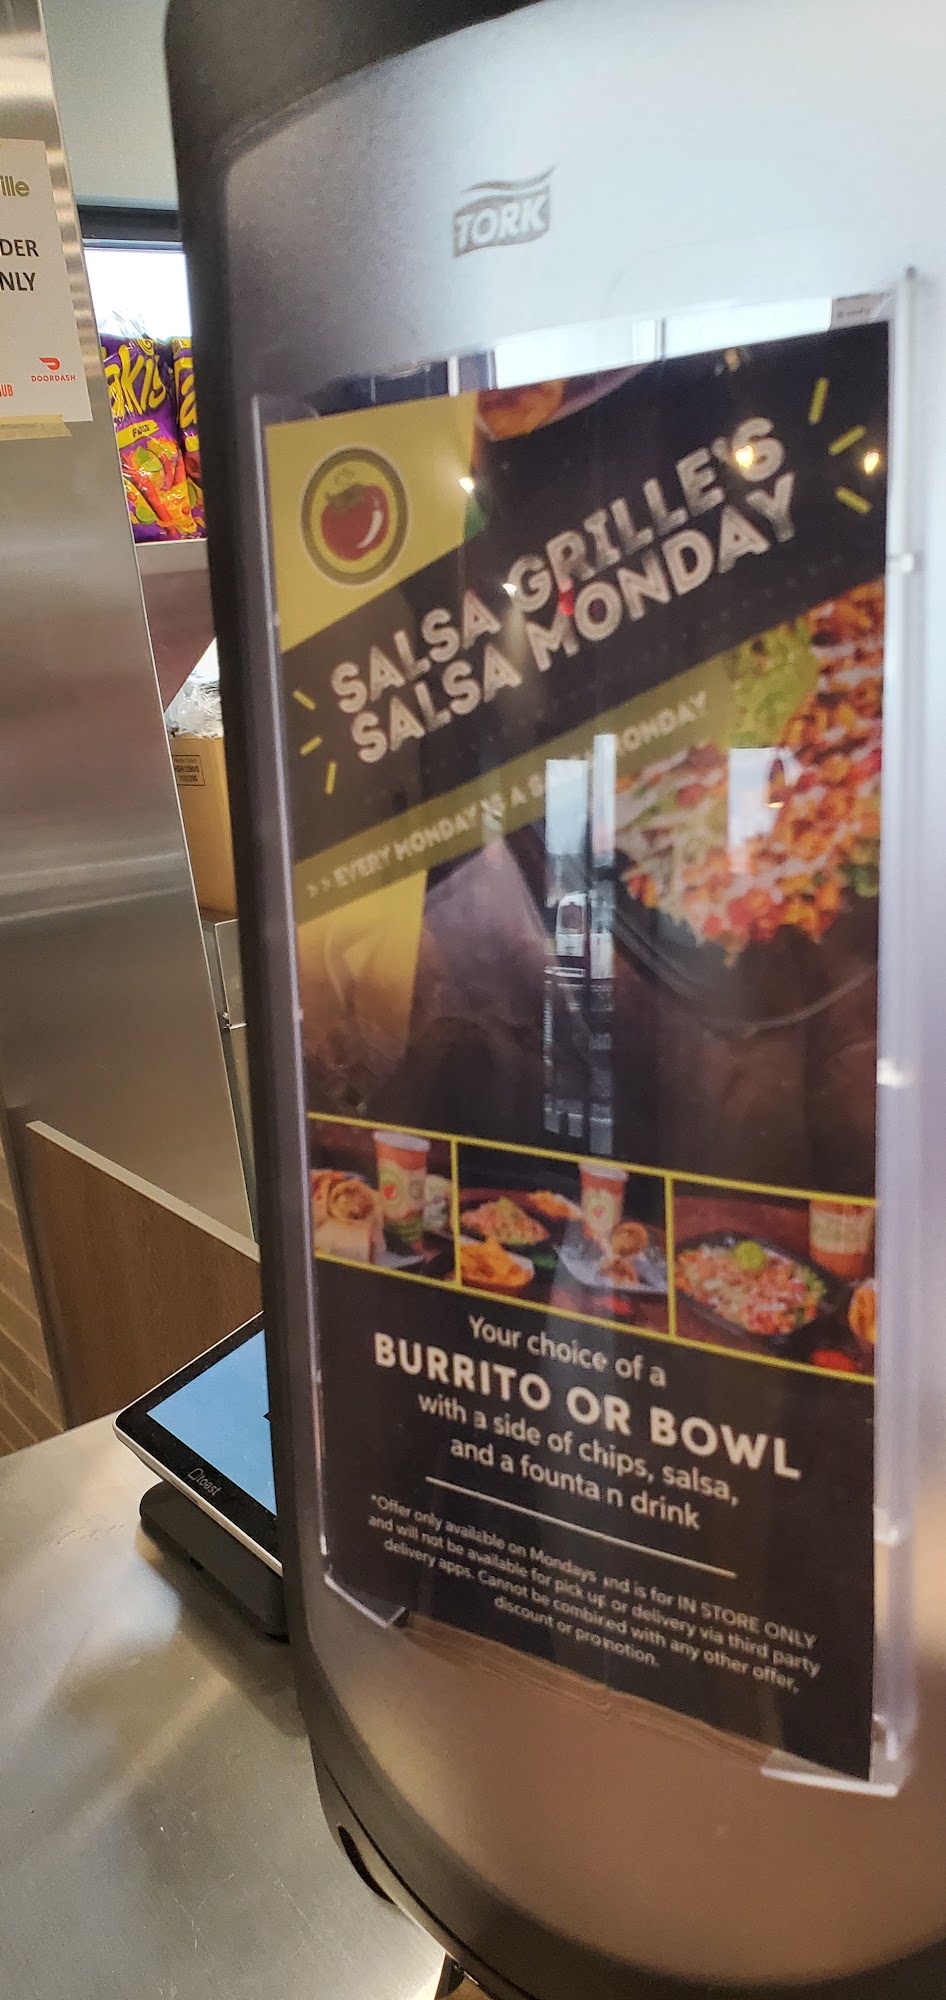 ille
DER
NLY
DOORDASH
UB
TORK
SALSA GRILLE'S
SALSA MONDAY
>> EVERY MONDAY IS A SALSA MONDAY
Your choice of a
BURRITO OR BOWL
with a side of chips, salsa,
and a fountain drink
*Offer only available on Mondays and is for IN STORE ONLY
and will not be available for pick up or delivery via third party
delivery apps. Cannot be combined with any other offer,
discount or promotion.
akis
toast